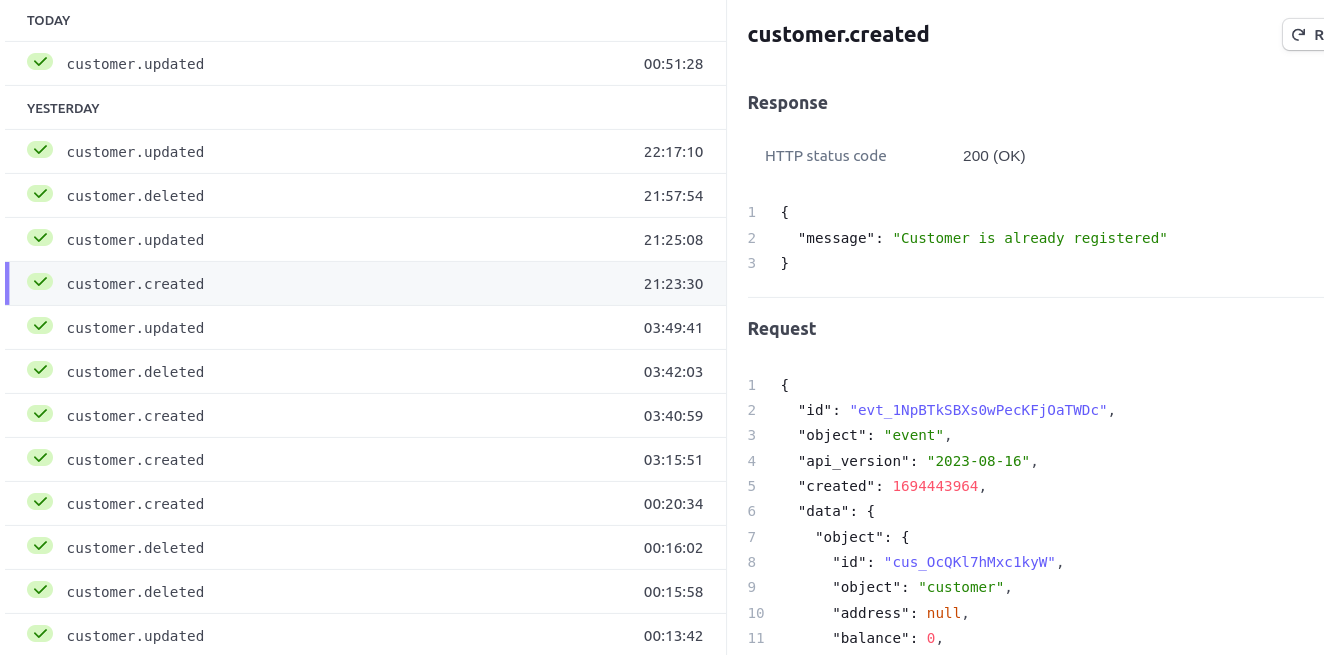 TODAY
customer.updated 00:51:28
YESTERDAY
customer.updated 22:17:10
customer.deleted 21:57:54
customer.updated 21:25:08
customer.created 21:23:30
customer.updated 03:49:41
customer.deleted 03:42:03
customer.created 03:40:59
customer.created 03:15:51
customer.created 00:20:34
customer.deleted 00:16:02
customer.deleted 00:15:58
customer.updated 00:13:42
customer.created
R
Response
HTTP status code 200 (OK)
1 {
2 "message": "Customer is already registered"
3 }
Request
1 {
2 "id": "evt_1NpBTkSBXs0wPecKFjOaTWDc",
3 "object": "event",
4 "api_version": "2023-08-16",
5 "created": 1694443964,
6 "data": {
7 "object": {
8 "id": "cus_OcQKl7hMxc1kyW",
9 "object": "customer",
10 "address": null,
11 "balance": 0,